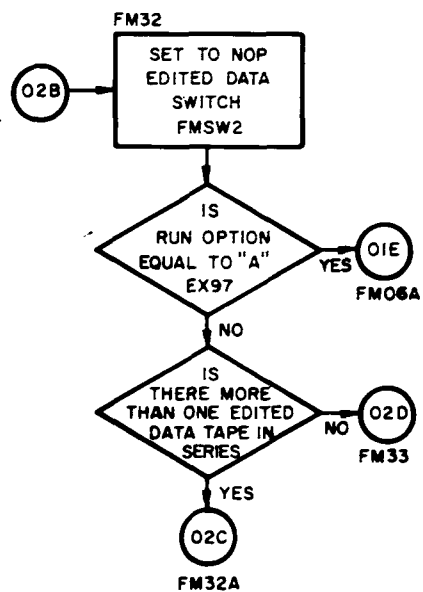 FM32
SET TO NOP
EDITED DATA
SWITCH
FMSW2
02B
IS
RUN OPTION
EQUAL TO "A"
EX97
YES
01E
FM06A
NO
IS
THERE MORE
THAN ONE EDITED
DATA TAPE IN
SERIES
NO
02D
FM33
YES
02C
FM32A